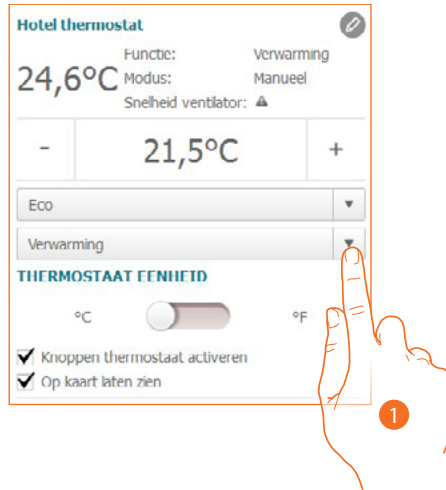 Hotel thermostat
24,6°C
Functie: Verwarming
Modus: Manueel
Snelheid ventilator:
- 21,5°C +
Eco
Verwarming
THERMOSTAAT EENHEID
°C °F
Knoppen thermostaat activeren
Op kaart laten zien
1